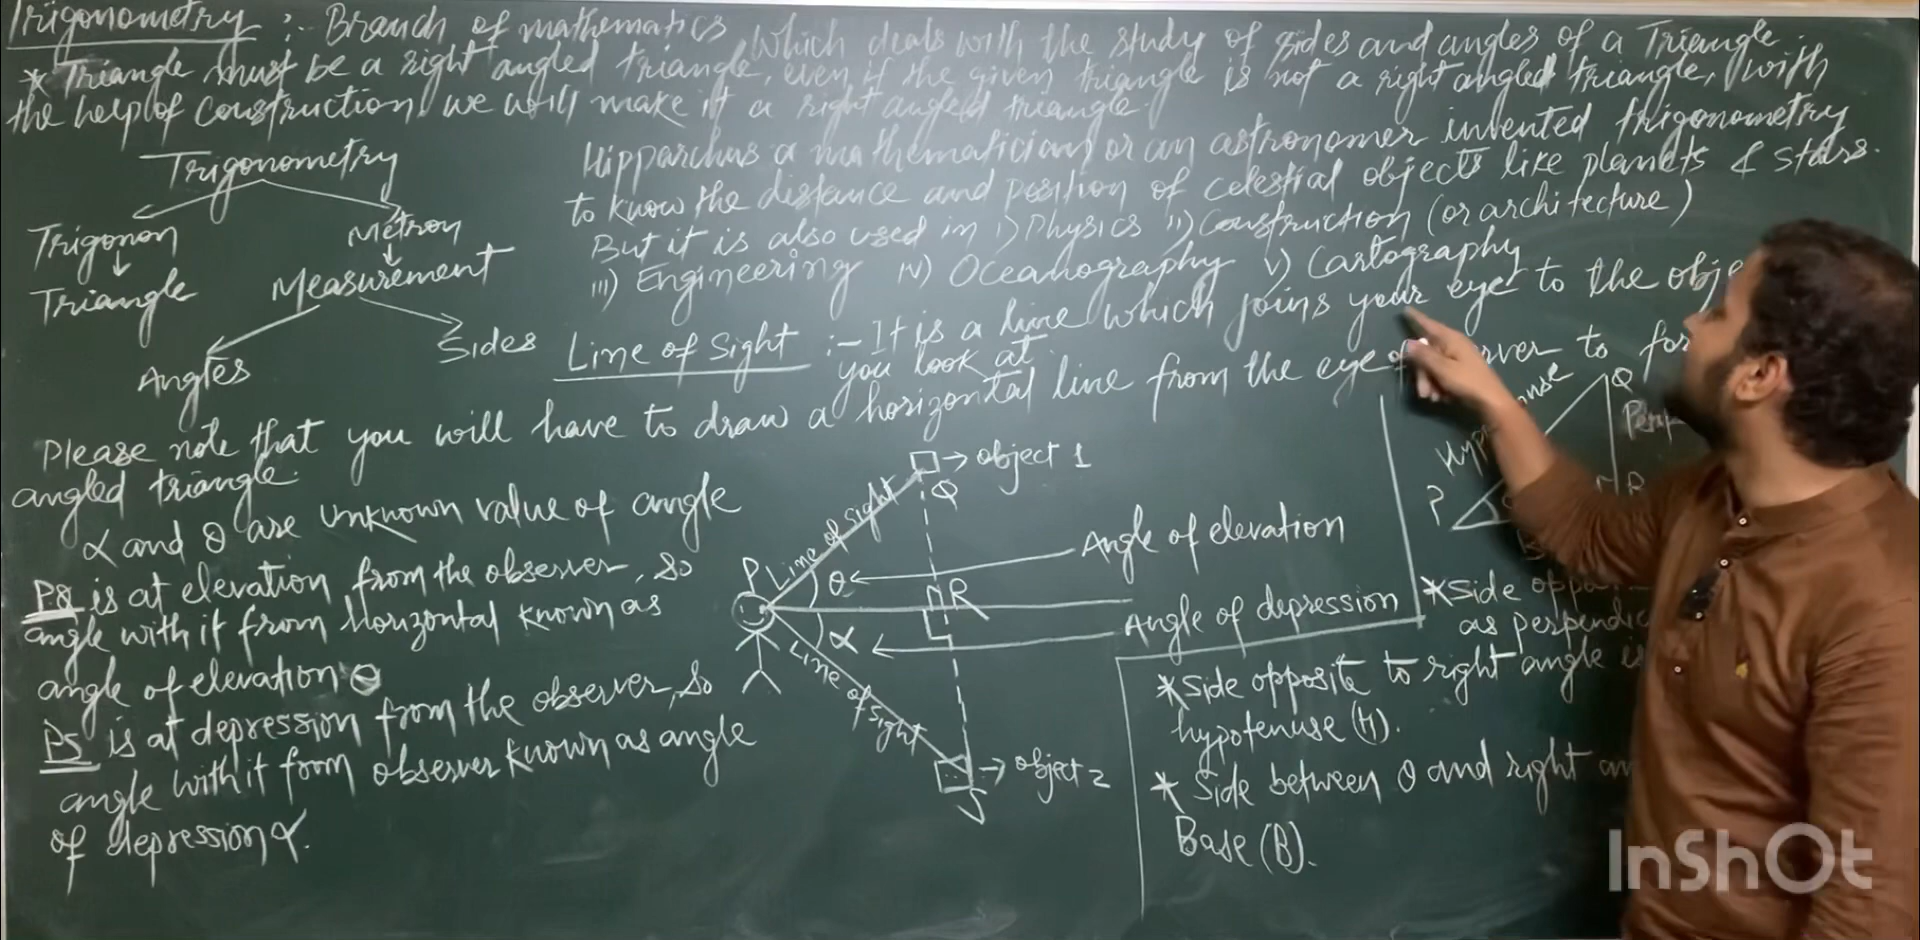 Trigonometry :- Branch of mathematics which deals with the study of sides and angles of a Triangle.
* Triangle must be a right angled triangle, even if the given triangle is not a right angled triangle, with
the help of construction we will make it a right angled triangle.
Trigonometry
Trigonon
Metron
Triangle
Measurement
Angles
Sides
Hipparchus a mathematician or an astronomer invented trigonometry
to know the distance and position of celestial objects like planets & stars.
But it is also used in i) Physics ii) Construction (or architecture)
iii) Engineering iv) Oceanography v) Cartography
Line of Sight :- It is a line which joins your eye to the
you look at
Please note that you will have to draw a horizontal line from the eye to
angled triangle.
α and θ are unknown value of angle
PQ is at elevation from the observer, so
angle with it from horizontal known as
angle of elevation θ
PS is at depression from the observer, so
angle with it from observer known as angle
of depression α.
object 1
Q
Line of sight
P
θ
Angle of elevation
R
α
Angle of depression
Line of sight
object 2
S
Q
P
R
* Side
as
* Side opposite to right angle is
hypotenuse (H).
* Side between θ and right
Base (B).
InShOt